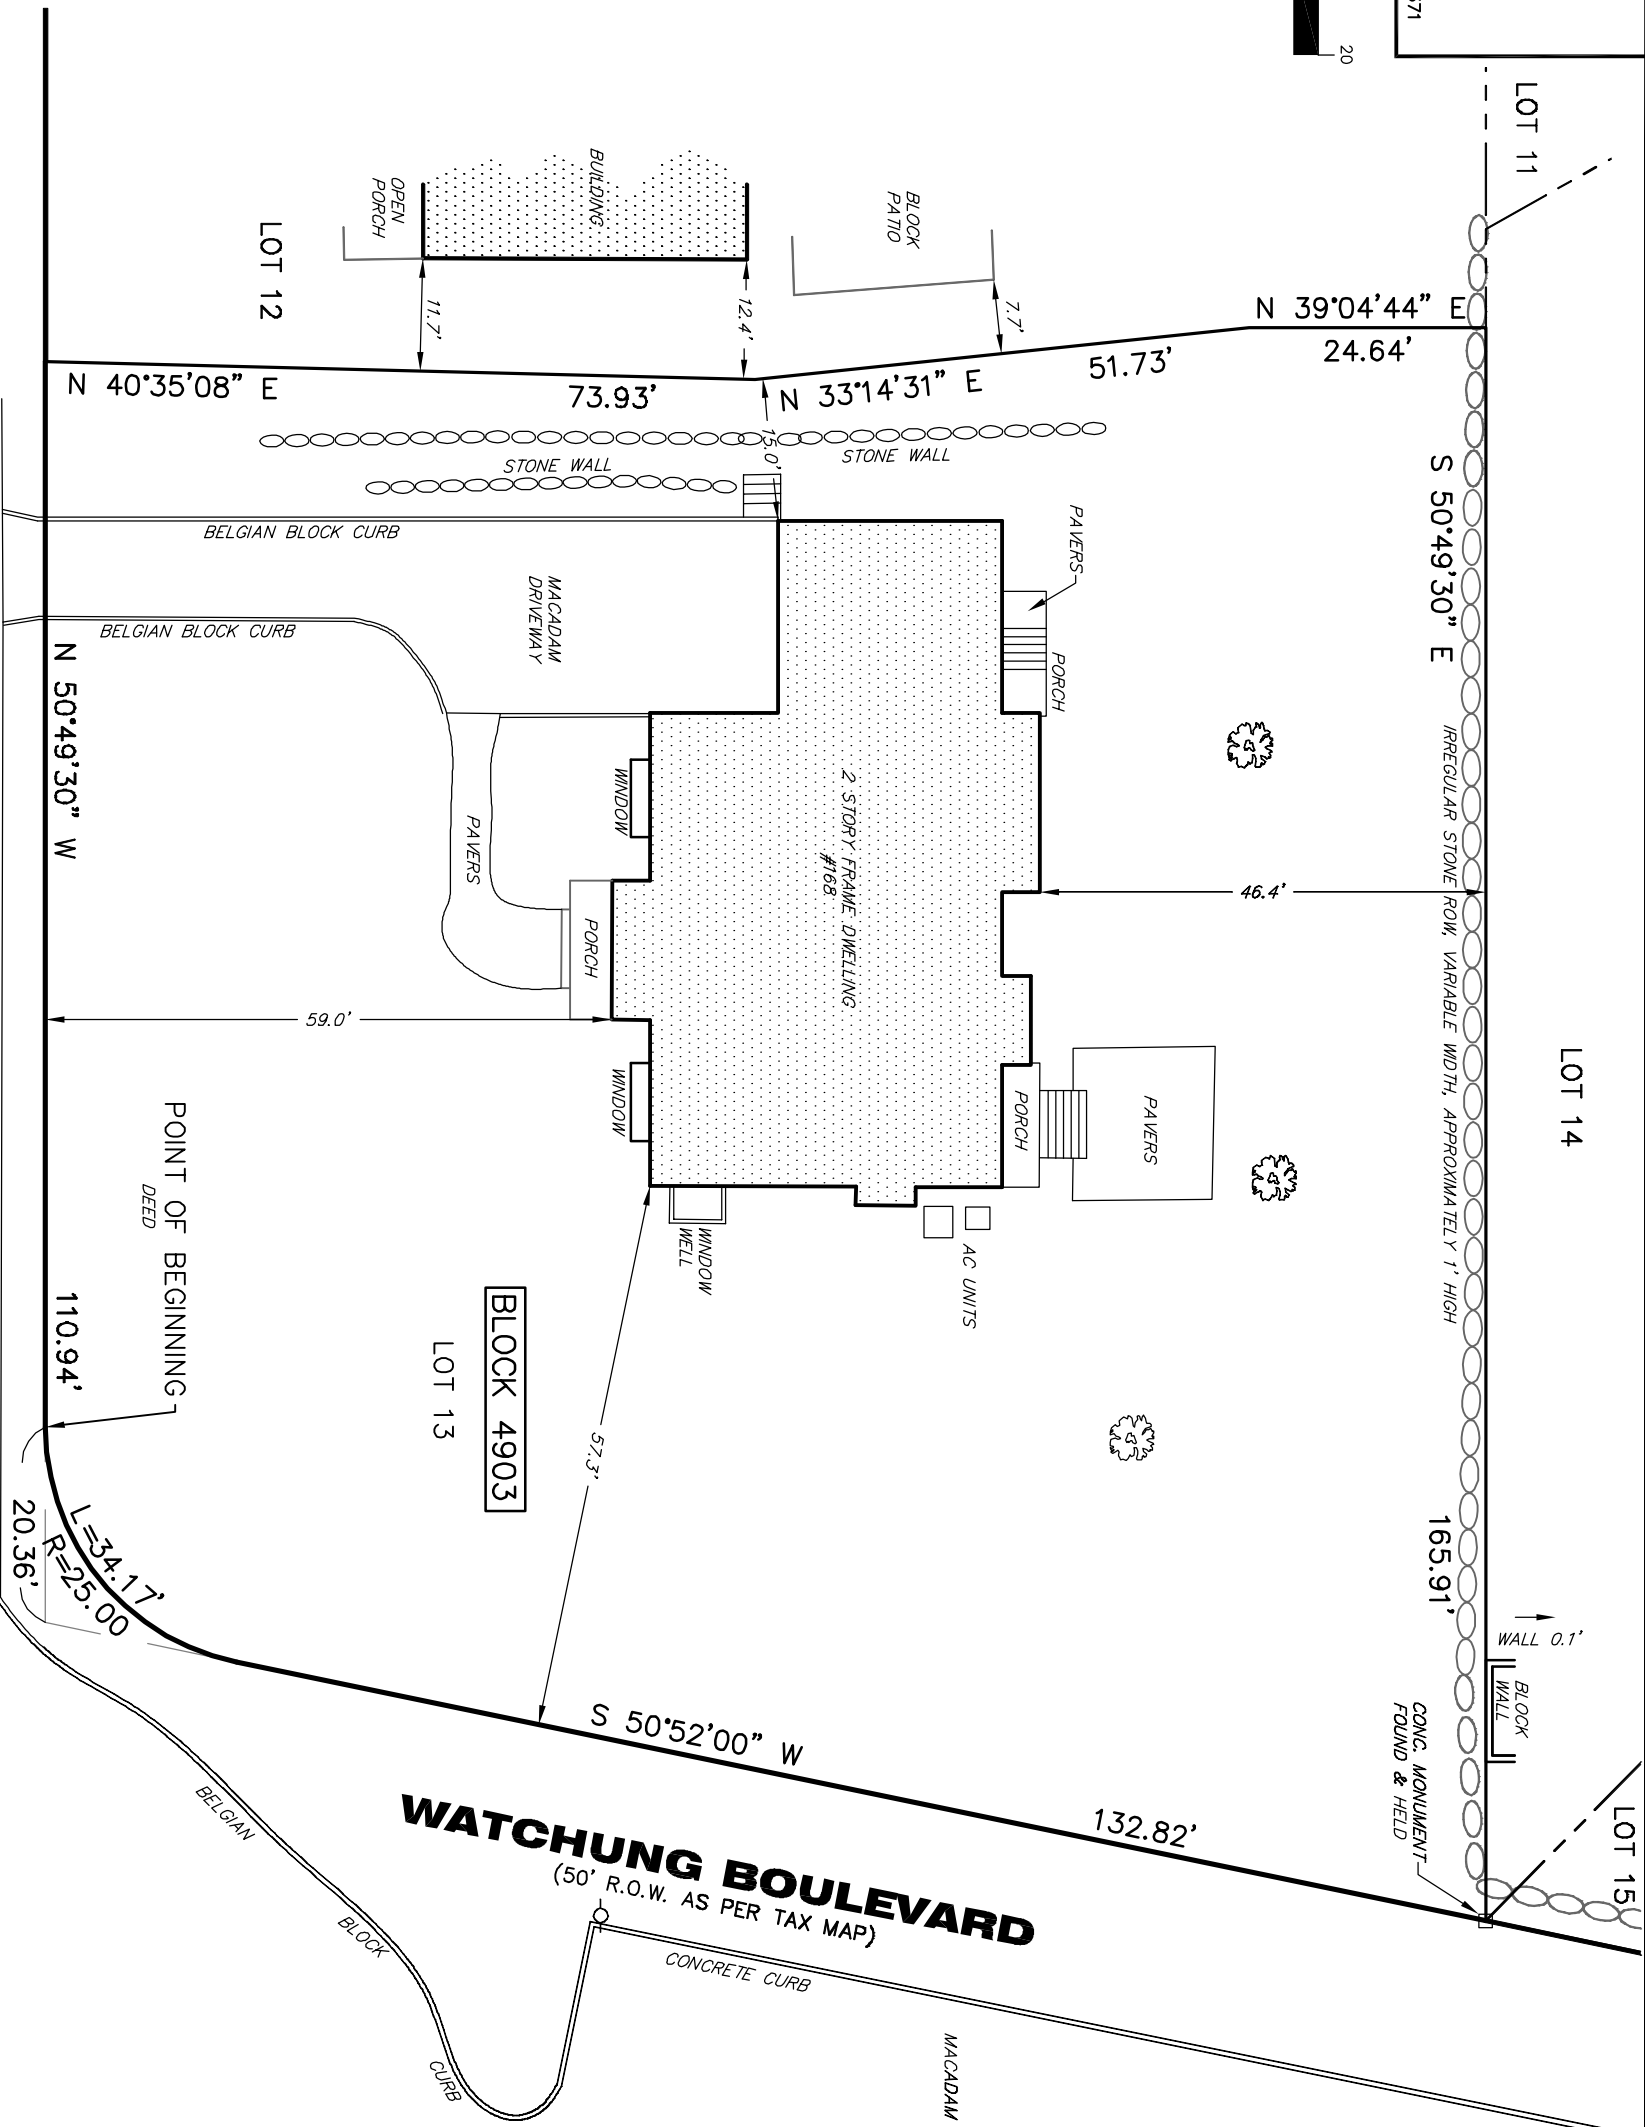 571
20
LOT 11
BUILDING
OPEN
PORCH
BLOCK
PATIO
LOT 12
11.7'
12.4'
7.7'
N 39°04'44" E
24.64'
51.73'
N 33°14'31" E
N 40°35'08" E
73.93'
15.0'
STONE WALL
STONE WALL
S 50°49'30" E
BELGIAN BLOCK CURB
PAVERS
MACADAM
DRIVEWAY
BELGIAN BLOCK CURB
PORCH
N 50°49'30" W
IRREGULAR STONE ROW, VARIABLE WIDTH, APPROXIMATELY 1' HIGH
WINDOW
2 STORY FRAME DWELLING
#168
PAVERS
46.4'
PORCH
59.0'
LOT 14
WINDOW
PORCH
PAVERS
POINT OF BEGINNING
DEED
WINDOW
WELL
AC UNITS
BLOCK 4903
LOT 13
110.94'
57.3'
L=34.17'
R=25.00
20.36'
165.91'
WALL 0.1'
BLOCK
WALL
CONC. MONUMENT
FOUND & HELD
LOT 15
S 50°52'00" W
132.82'
WATCHUNG BOULEVARD
(50' R.O.W. AS PER TAX MAP)
BELGIAN
BLOCK
CURB
CONCRETE CURB
MACADAM